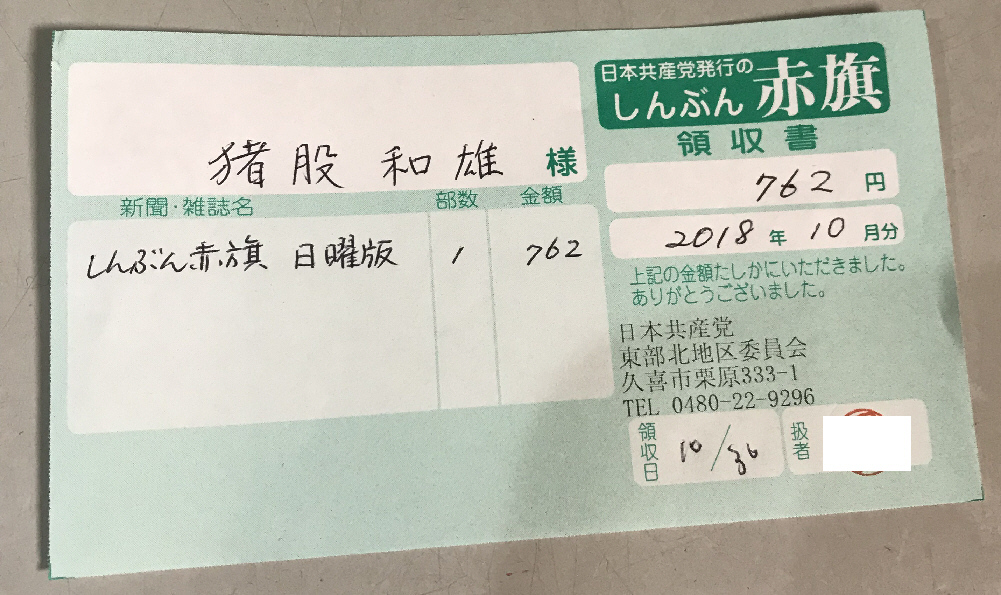 猪股 和雄 様
新聞・雑誌名 部数 金額
しんぶん赤旗 日曜版 1 762
日本共産党発行の
しんぶん赤旗
領収書
762 円
2018 年 10 月分
上記の金額たしかにいただきました。
ありがとうございました。
日本共産党
東部北地区委員会
久喜市栗原333-1
TEL 0480-22-9296
領収日 10/30
扱者